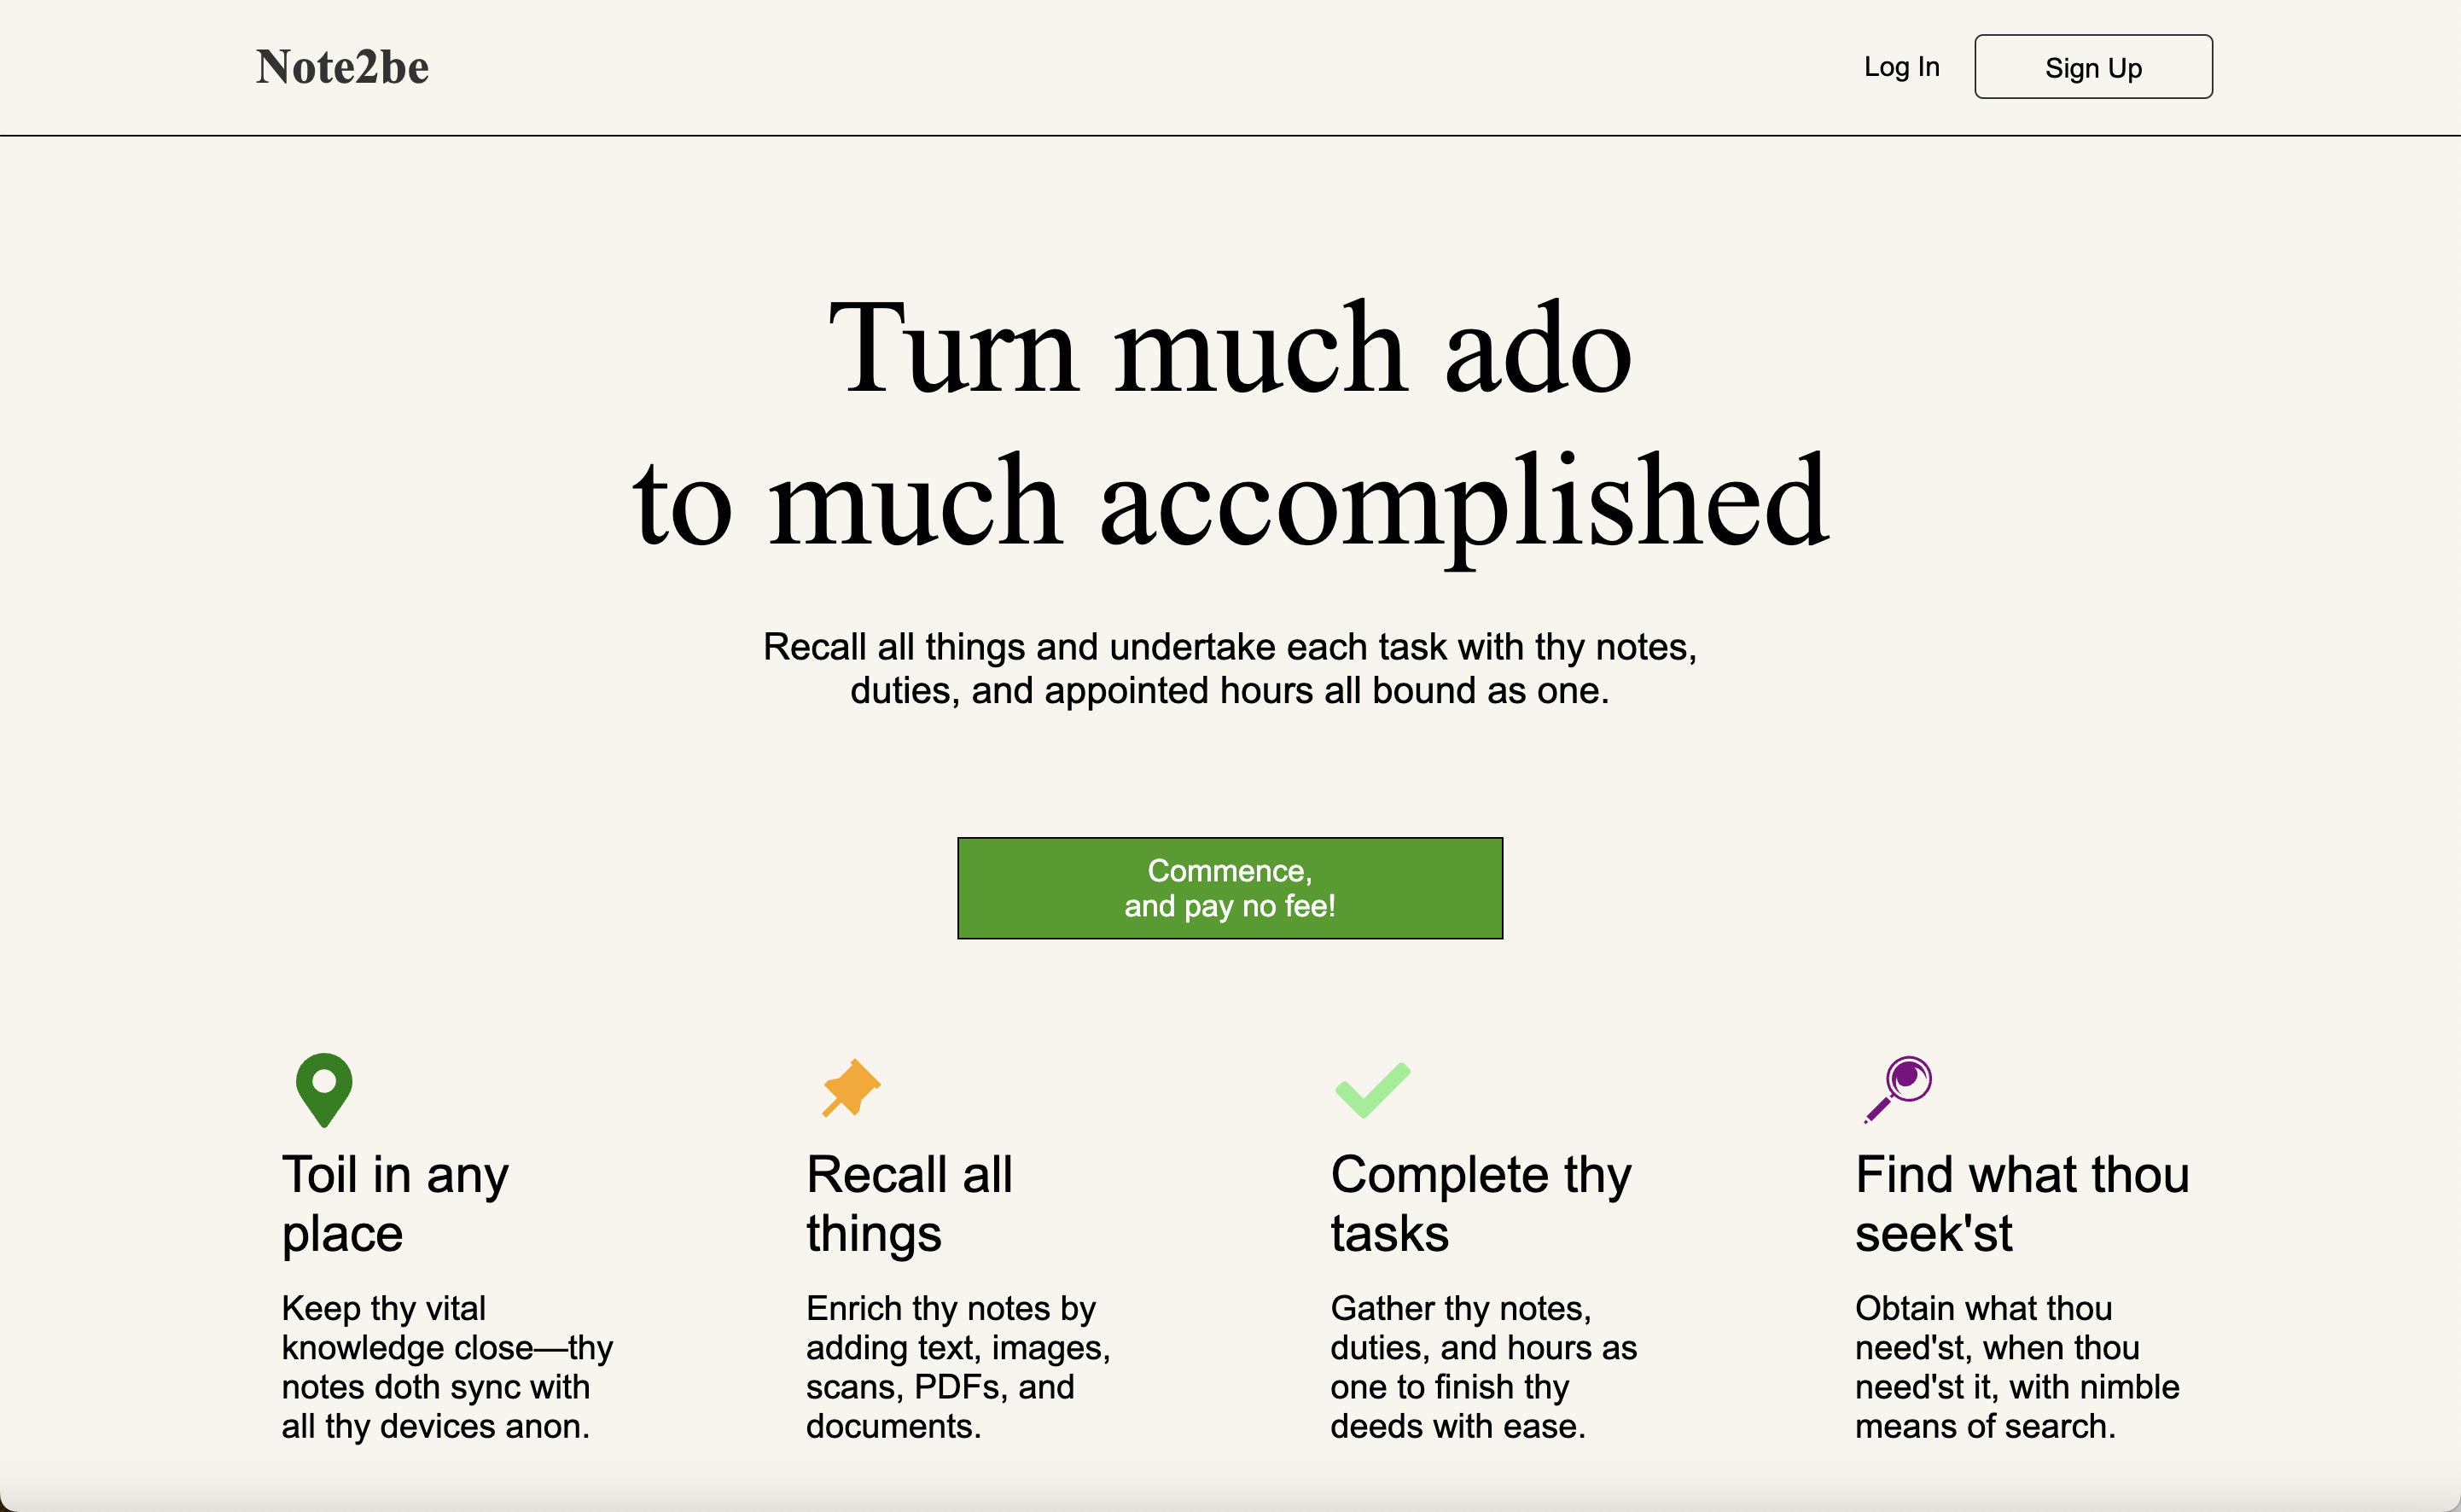 Note2be
Log In
Sign Up
Turn much ado
to much accomplished
Recall all things and undertake each task with thy notes,
duties, and appointed hours all bound as one.
Commence,
and pay no fee!
Toil in any
place
Keep thy vital
knowledge close—thy
notes doth sync with
all thy devices anon.
Recall all
things
Enrich thy notes by
adding text, images,
scans, PDFs, and
documents.
Complete thy
tasks
Gather thy notes,
duties, and hours as
one to finish thy
deeds with ease.
Find what thou
seek'st
Obtain what thou
need'st, when thou
need'st it, with nimble
means of search.